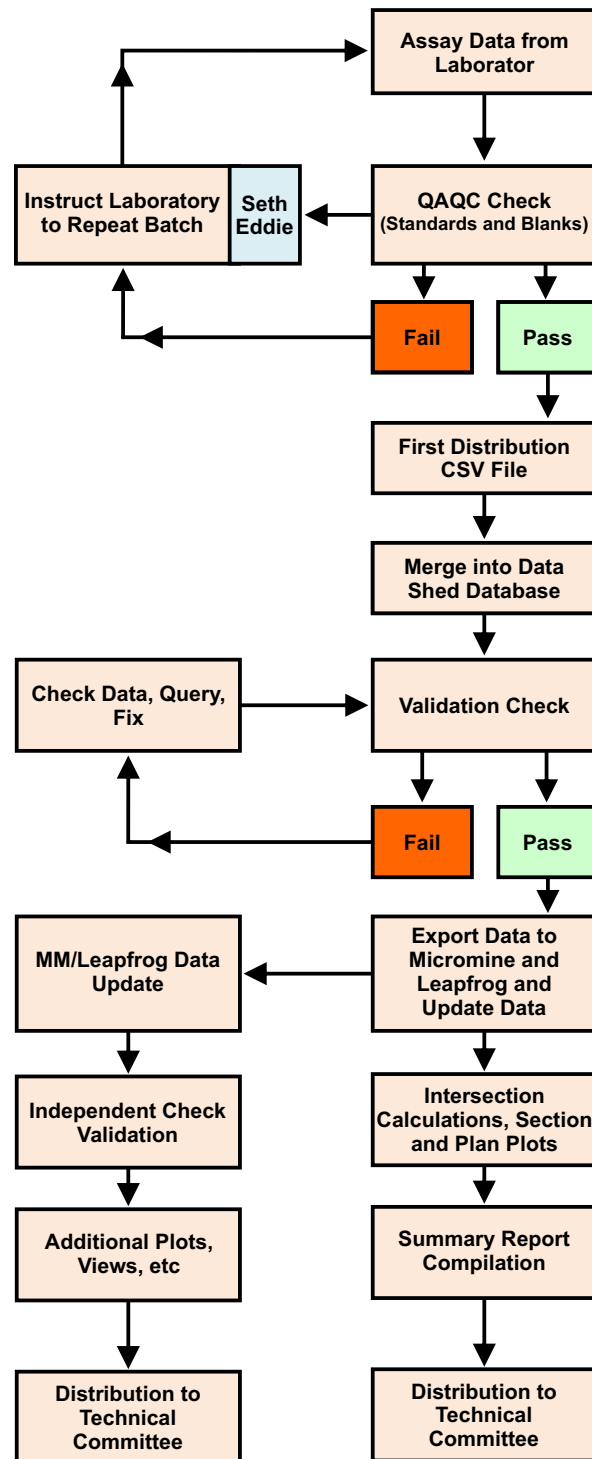 Assay Data from
Laborator
Instruct Laboratory
to Repeat Batch
Seth
Eddie
QAQC Check
(Standards and Blanks)
Fail
Pass
First Distribution
CSV File
Merge into Data
Shed Database
Check Data, Query,
Fix
Validation Check
Fail
Pass
MM/Leapfrog Data
Update
Export Data to
Micromine and
Leapfrog and
Update Data
Independent Check
Validation
Intersection
Calculations, Section
and Plan Plots
Additional Plots,
Views, etc
Summary Report
Compilation
Distribution to
Technical
Committee
Distribution to
Technical
Committee